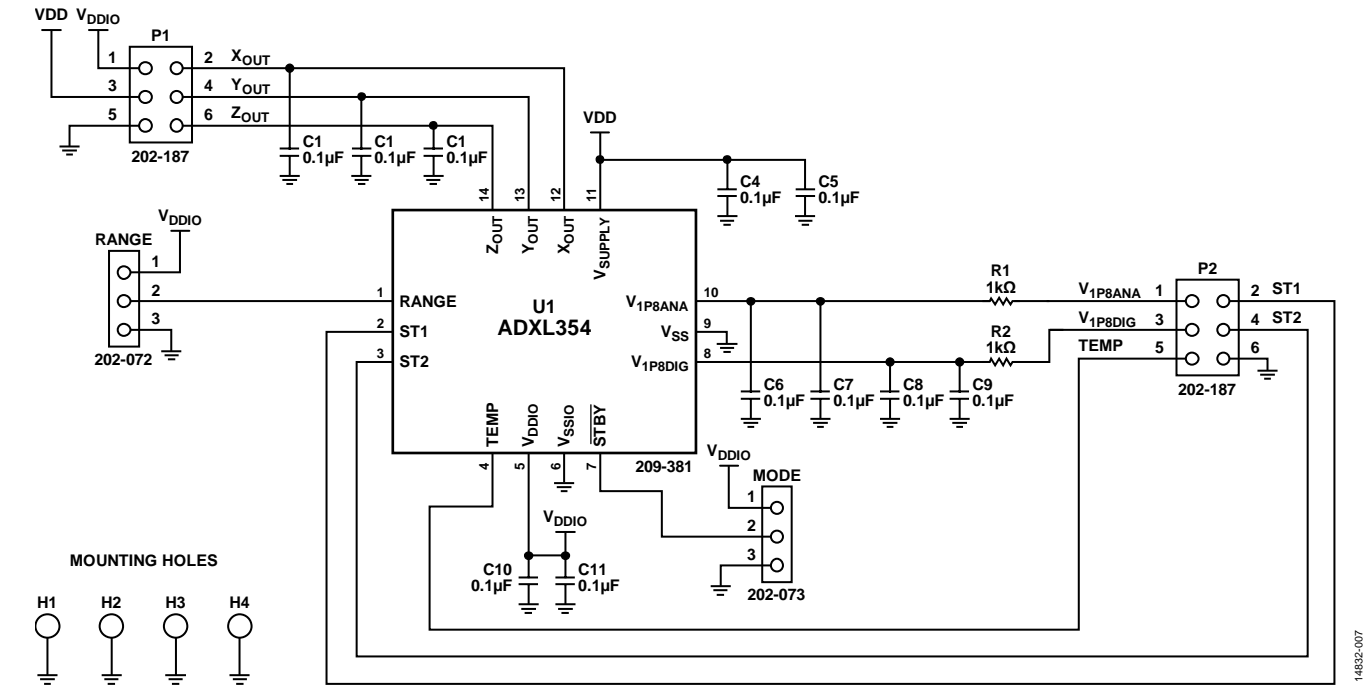 VDD VDDIO
P1
1 2 XOUT
3 4 YOUT
5 6 ZOUT
202-187
C1
0.1µF
C1
0.1µF
C1
0.1µF
VDD
C4
0.1µF
C5
0.1µF
14 13 12 11
ZOUT
YOUT
XOUT
VSUPPLY
VDDIO
RANGE
1
2
3
202-072
1 RANGE
2 ST1
3 ST2
U1
ADXL354
V1P8ANA 10
VSS 9
V1P8DIG 8
R1
1kΩ
R2
1kΩ
C6
0.1µF
C7
0.1µF
C8
0.1µF
C9
0.1µF
P2
V1P8ANA 1 2 ST1
V1P8DIG 3 4 ST2
TEMP 5 6
202-187
TEMP
VDDIO
VSSIO
STBY
4 5 6 7
209-381
VDDIO
MODE
1
2
3
202-073
VDDIO
C10
0.1µF
C11
0.1µF
MOUNTING HOLES
H1 H2 H3 H4
14832-007